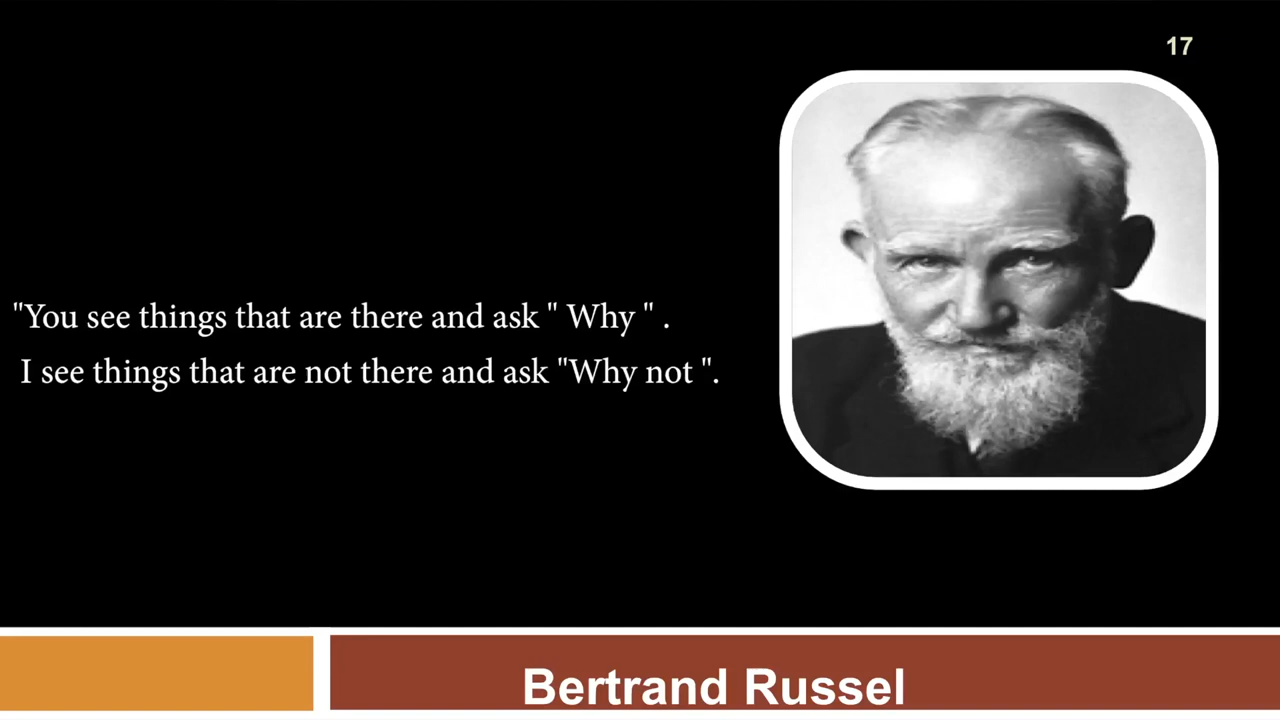 17
"You see things that are there and ask " Why " .
I see things that are not there and ask "Why not ".
Bertrand Russel